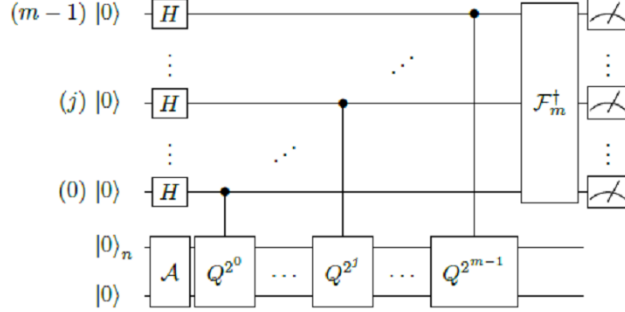 (m − 1) |0⟩ H
⋮ ⋰ ⋮
(j) |0⟩ H ℱ†ₘ
⋮ ⋰ ⋮
(0) |0⟩ H
|0⟩ₙ
𝒜 Q^{2^0} ⋯ Q^{2^j} ⋯ Q^{2^{m−1}}
|0⟩